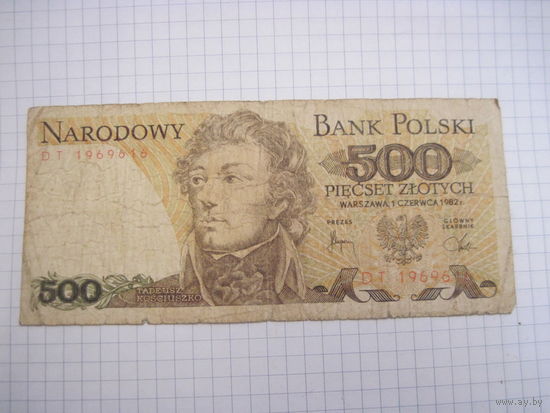 NARODOWY BANK POLSKI
DT 1969616
500
PIĘĆSET ZŁOTYCH
WARSZAWA, 1 CZERWCA 1982 r.
PREZES GŁÓWNY SKARBNIK
DT 19696
500
TADEUSZ
KOŚCIUSZKO
www.ay.by